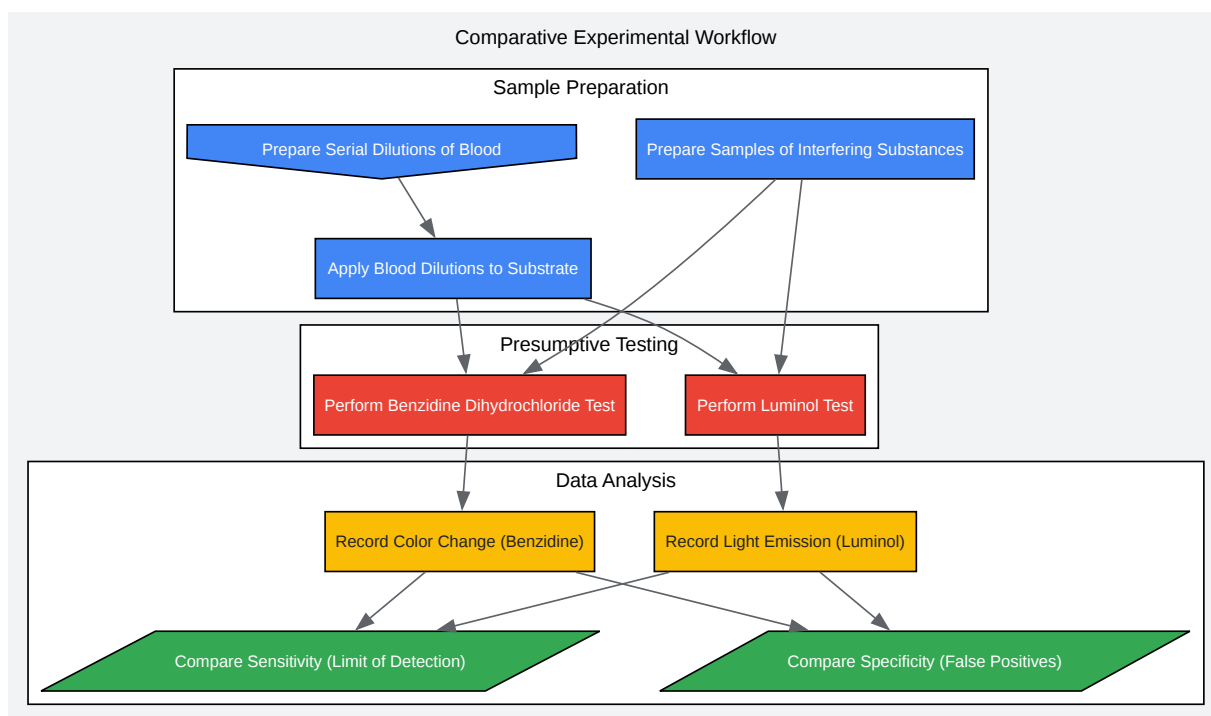 Comparative Experimental Workflow
Sample Preparation
Prepare Serial Dilutions of Blood
Prepare Samples of Interfering Substances
Apply Blood Dilutions to Substrate
Presumptive Testing
Perform Benzidine Dihydrochloride Test
Perform Luminol Test
Data Analysis
Record Color Change (Benzidine)
Record Light Emission (Luminol)
Compare Sensitivity (Limit of Detection)
Compare Specificity (False Positives)